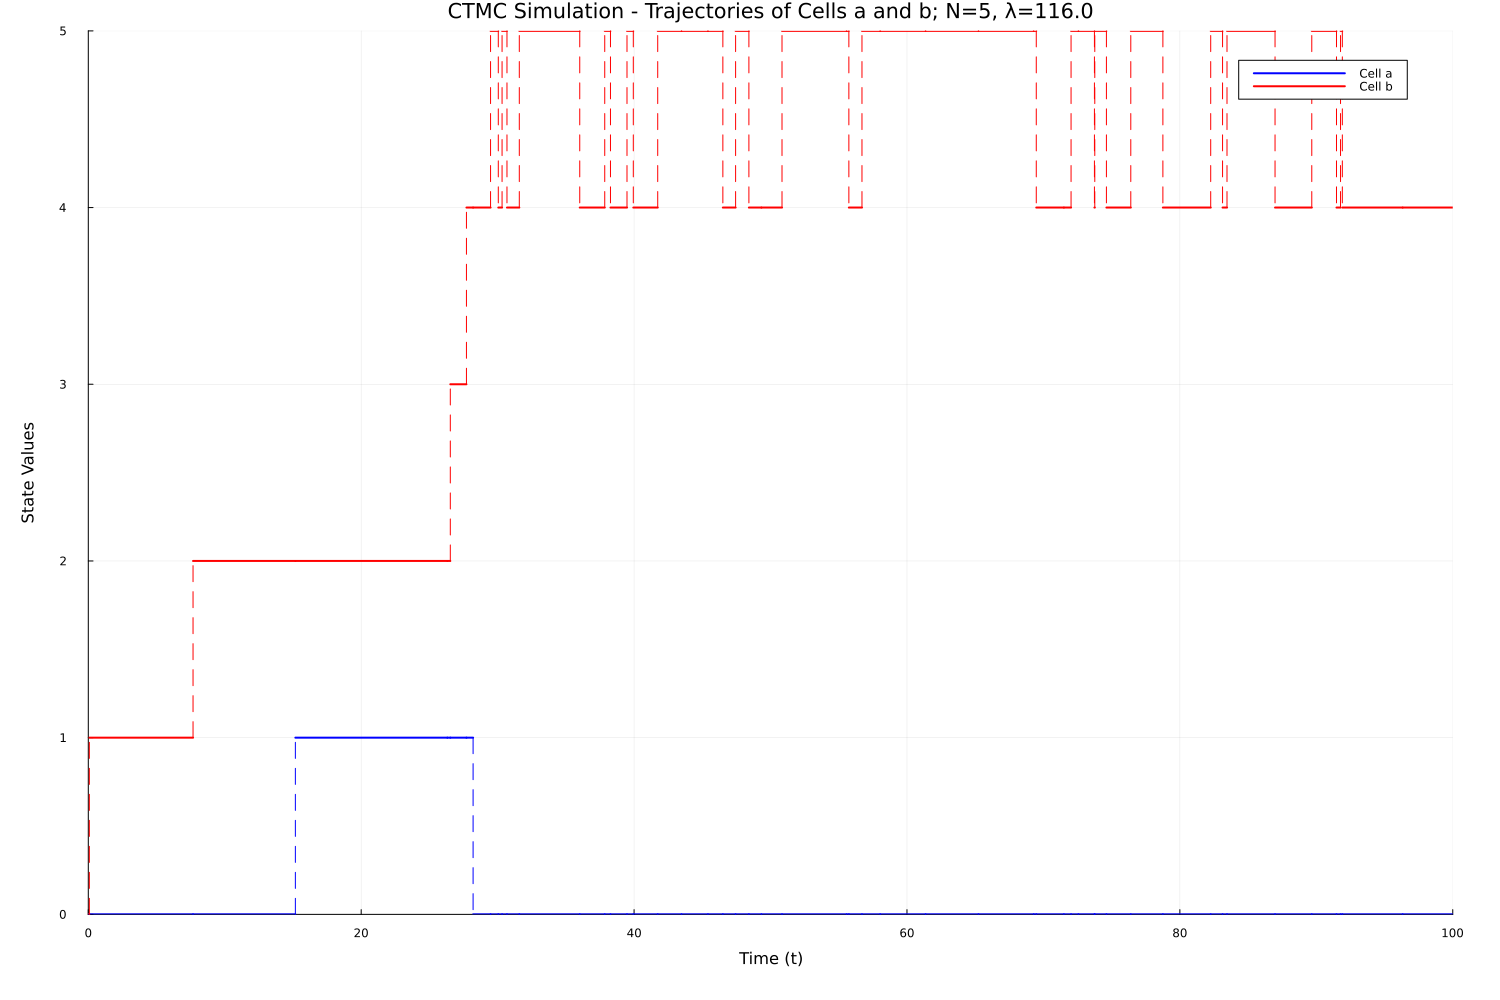 CTMC Simulation - Trajectories of Cells a and b; N=5, λ=116.0
5
Cell a
Cell b
4
3
State Values
2
1
0
0 20 40 60 80 100
Time (t)